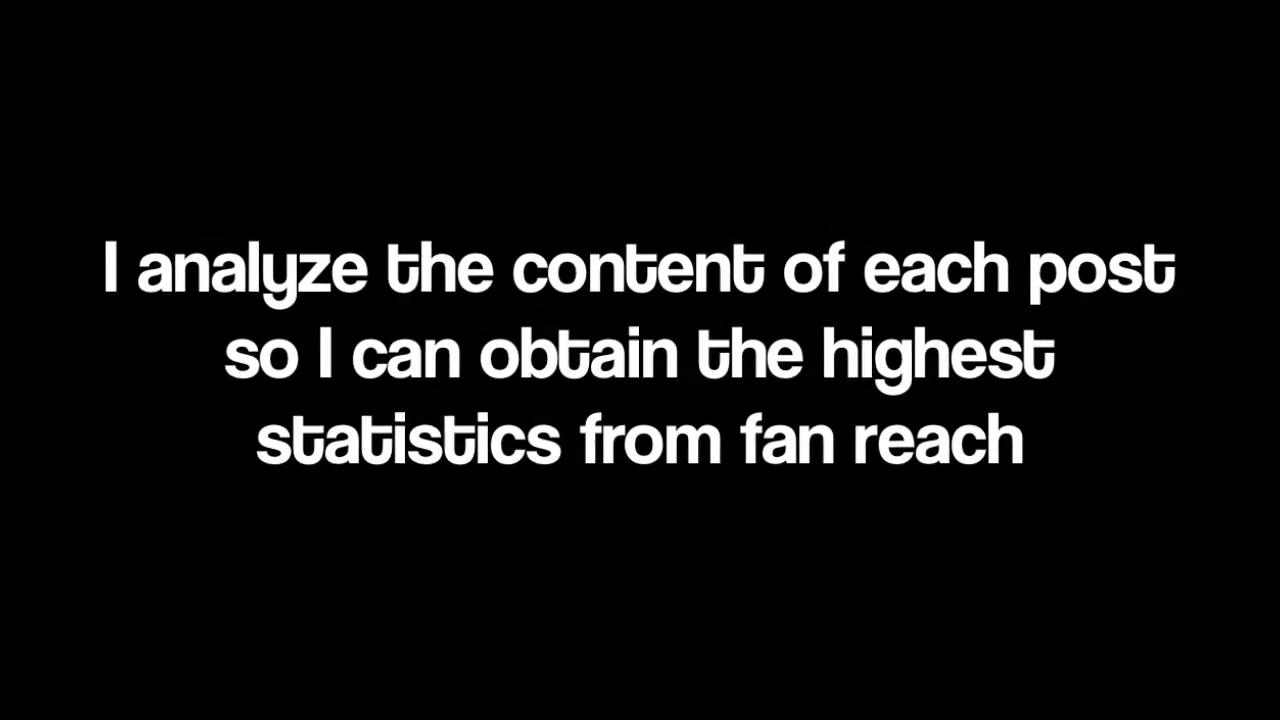 I analyze the content of each post
so I can obtain the highest
statistics from fan reach